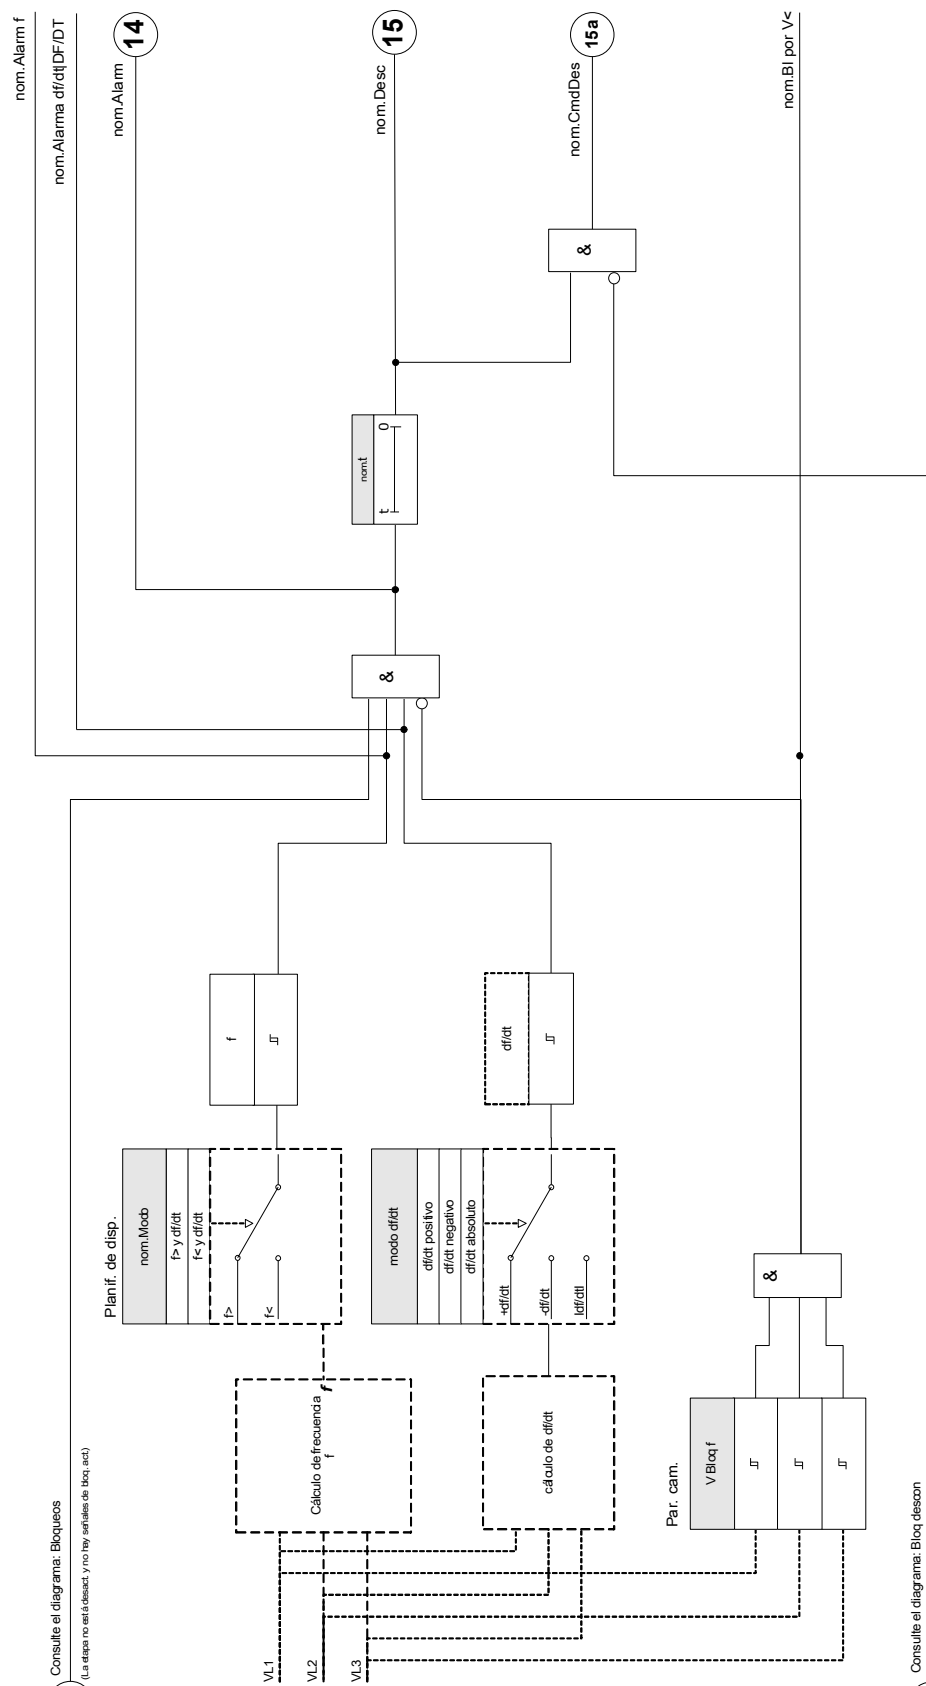 Consulte el diagrama: Bloqueos
(La etapa no está desact. y no hay señales de bloq. act.)
VL1
VL2
VL3
Cálculo de frecuencia
f
f
Planif. de disp.
nom.Modo
f> y df/dt
f< y df/dt
f>
f<
f
cálculo de df/dt
modo df/dt
df/dt positivo
df/dt negativo
df/dt absoluto
+df/dt
-df/dt
Idf/dtI
df/dt
Par. cam.
V Bloq f
&
&
nom.t
t
0
&
nom.Alarm f
nom.Alarma df/dt|DF/DT
nom.Alarm
14
nom.Desc
15
nom.CmdDes
15a
nom.Bl por V<
Consulte el diagrama: Bloq descon